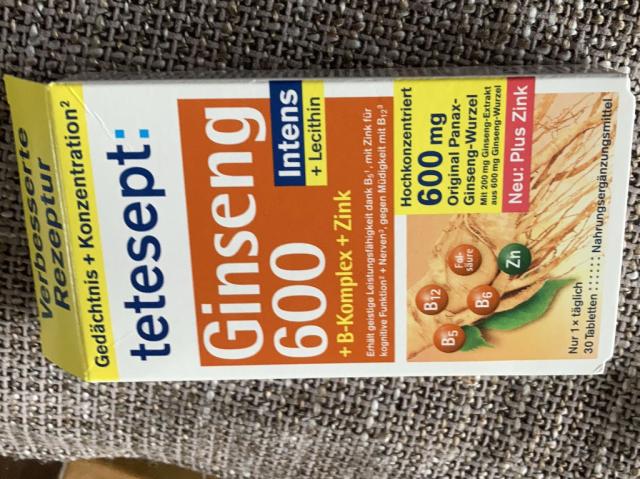 Verbesserte
Rezeptur
Gedächtnis + Konzentration²
tetesept:
Ginseng
600
Intens
+ Lecithin
+ B-Komplex + Zink
Erhält geistige Leistungsfähigkeit dank B₅¹, mit Zink für
kognitive Funktion² + Nerven³, gegen Müdigkeit mit B₁₂³
Hochkonzentriert
600 mg
Original Panax-
Ginseng-Wurzel
Mit 200 mg Ginseng-Extrakt
aus 600 mg Ginseng-Wurzel
Neu: Plus Zink
B5
B12
B6
Fol-
säure
Zn
Nur 1 x täglich
30 Tabletten :::::: Nahrungsergänzungsmittel